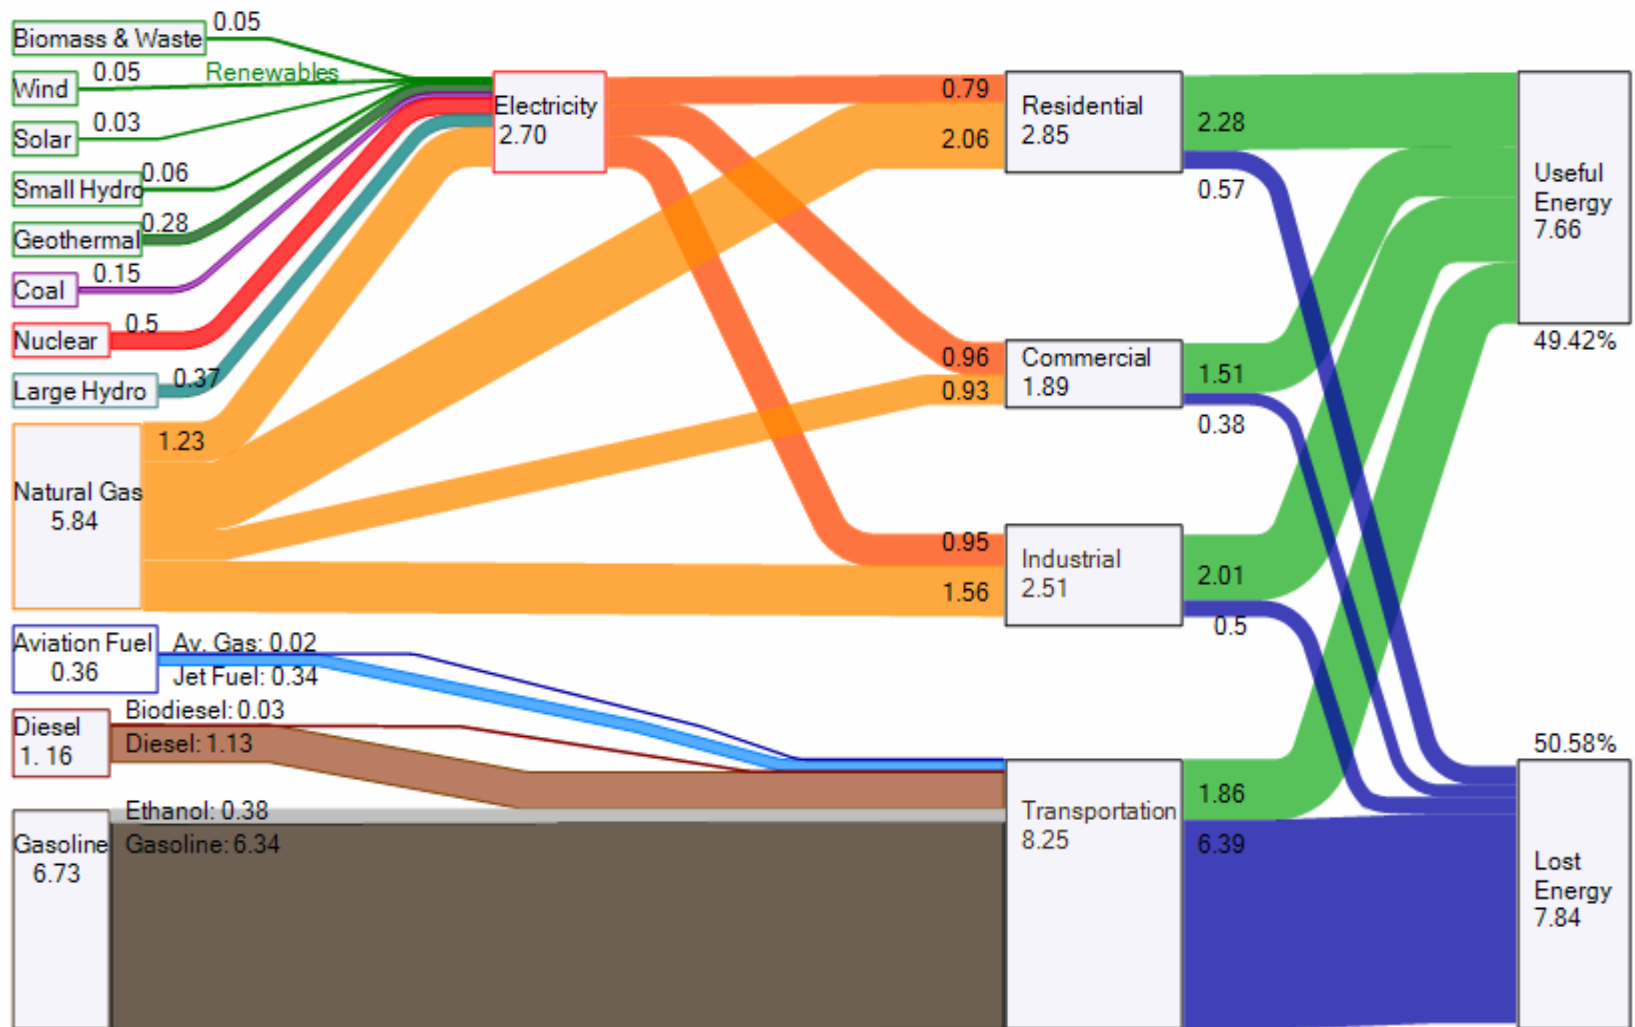 Biomass & Waste
0.05
Wind
0.05
Renewables
Solar
0.03
Small Hydro
0.06
Geothermal
0.28
Coal
0.15
Nuclear
0.5
Large Hydro
0.37
Natural Gas
5.84
1.23
Aviation Fuel
0.36
Av. Gas: 0.02
Jet Fuel: 0.34
Diesel
1. 16
Biodiesel: 0.03
Diesel: 1.13
Gasoline
6.73
Ethanol: 0.38
Gasoline: 6.34
Electricity
2.70
0.79
2.06
Residential
2.85
2.28
0.57
0.96
0.93
Commercial
1.89
1.51
0.38
0.95
1.56
Industrial
2.51
2.01
0.5
Transportation
8.25
1.86
6.39
Useful
Energy
7.66
49.42%
50.58%
Lost
Energy
7.84